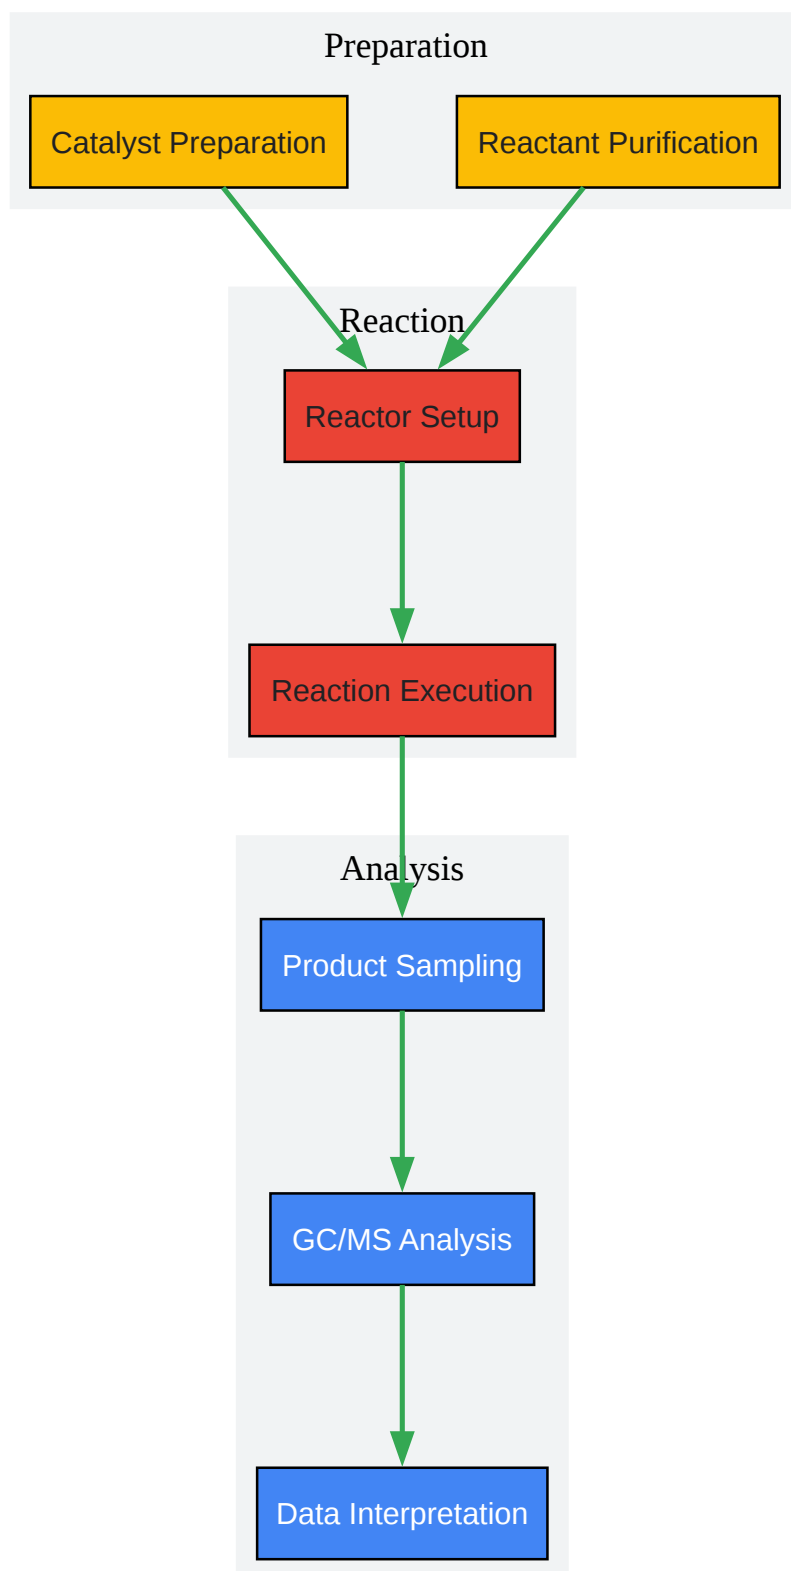 Preparation
Catalyst Preparation
Reactant Purification
Reaction
Reactor Setup
Reaction Execution
Analysis
Product Sampling
GC/MS Analysis
Data Interpretation